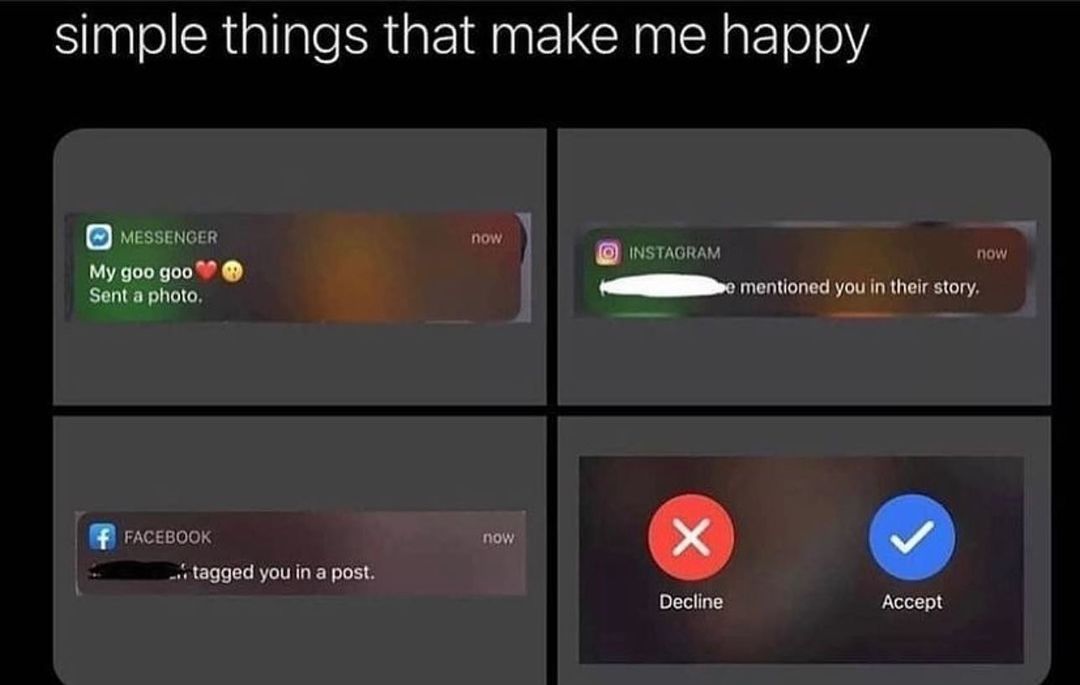 simple things that make me happy
MESSENGER now
My goo goo❤️😗
Sent a photo.
INSTAGRAM now
mentioned you in their story.
FACEBOOK now
tagged you in a post.
Decline Accept